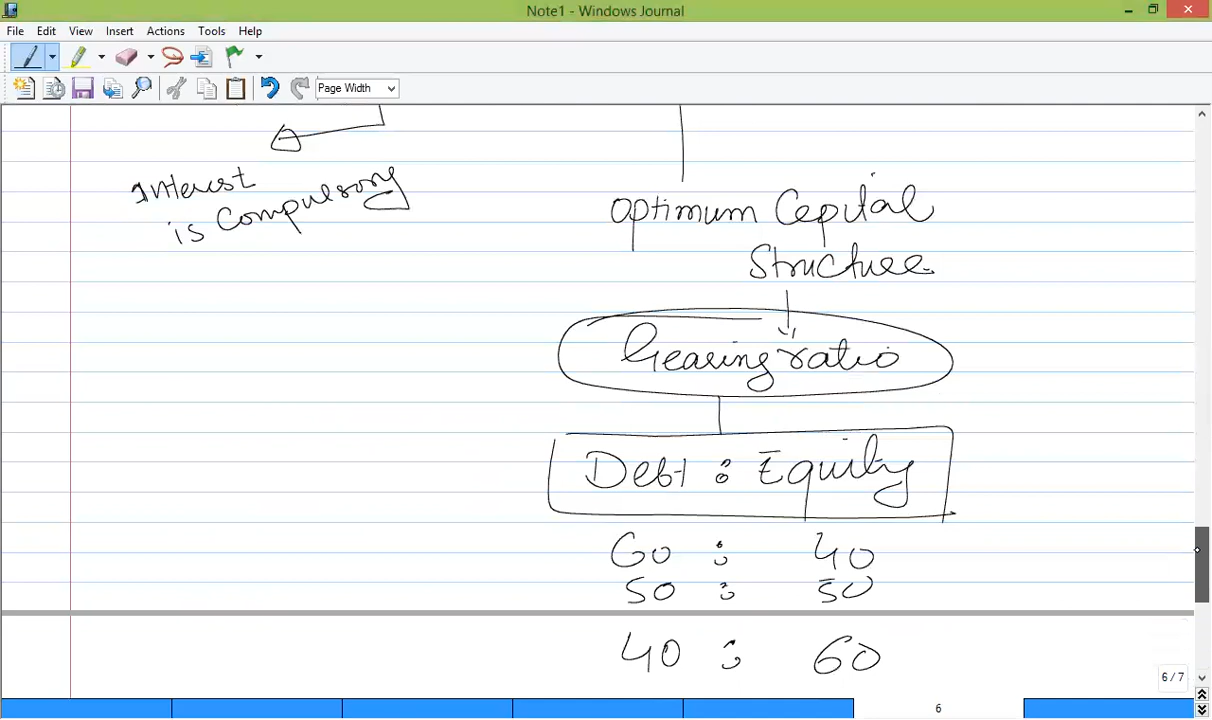 Note1 - Windows Journal
File Edit View Insert Actions Tools Help
Page Width
Interest
is Compulsory
Optimum Cepital
Structure
Gearing ratio
Debt : Equity
60 : 40
50 : 50
40 : 60
6 / 7
6